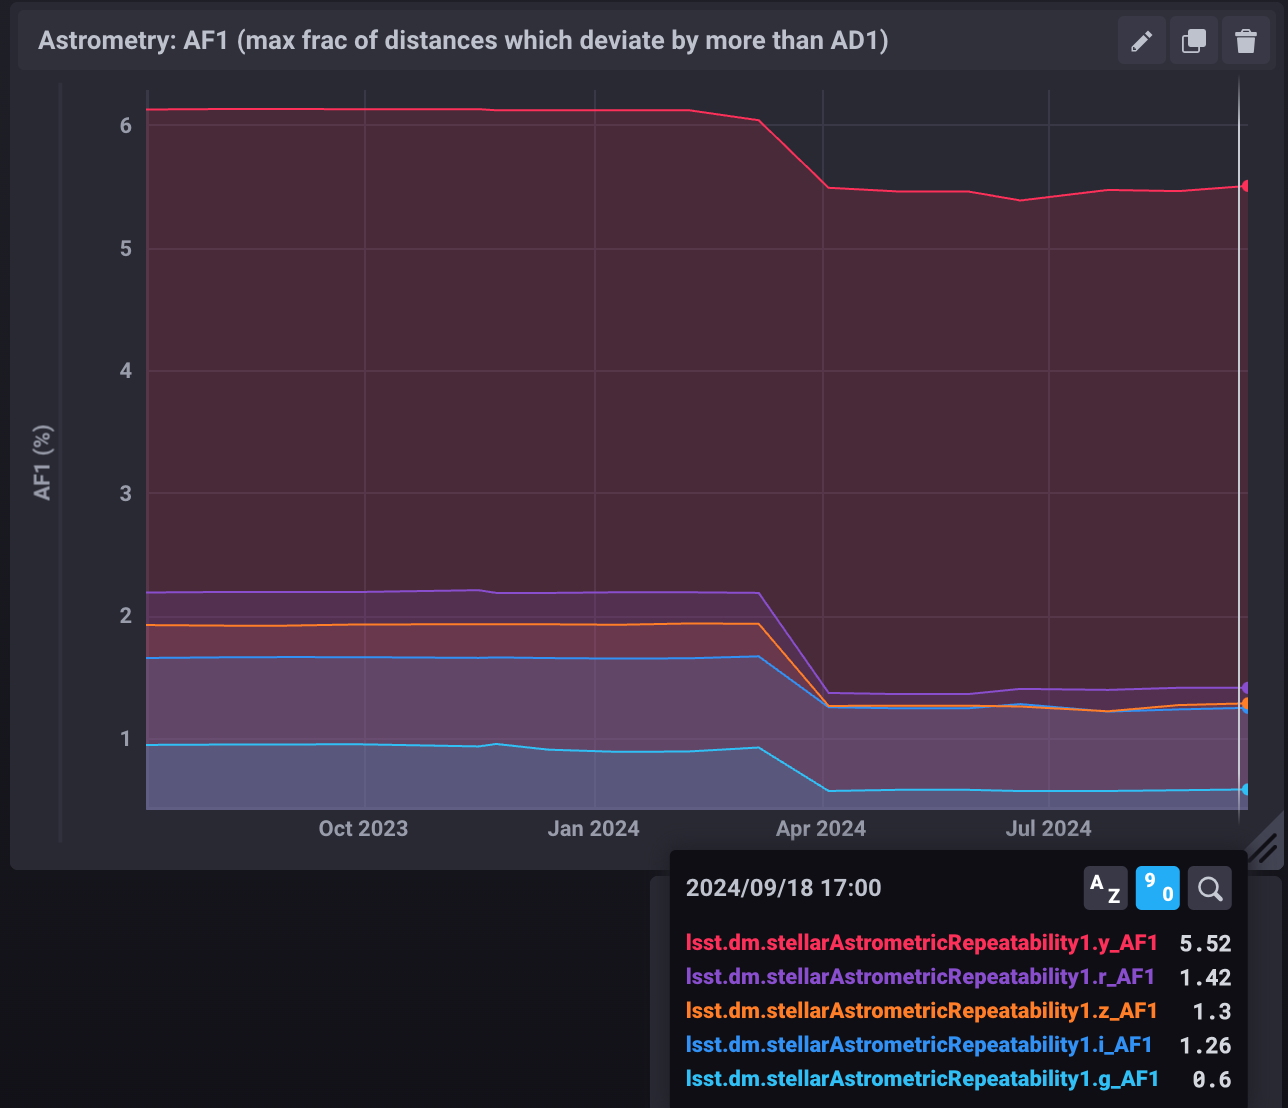 Astrometry: AF1 (max frac of distances which deviate by more than AD1)
AF1 (%)
6
5
4
3
2
1
Oct 2023 Jan 2024 Apr 2024 Jul 2024
2024/09/18 17:00 A Z 9 0
lsst.dm.stellarAstrometricRepeatability1.y_AF1 5.52
lsst.dm.stellarAstrometricRepeatability1.r_AF1 1.42
lsst.dm.stellarAstrometricRepeatability1.z_AF1 1.3
lsst.dm.stellarAstrometricRepeatability1.i_AF1 1.26
lsst.dm.stellarAstrometricRepeatability1.g_AF1 0.6